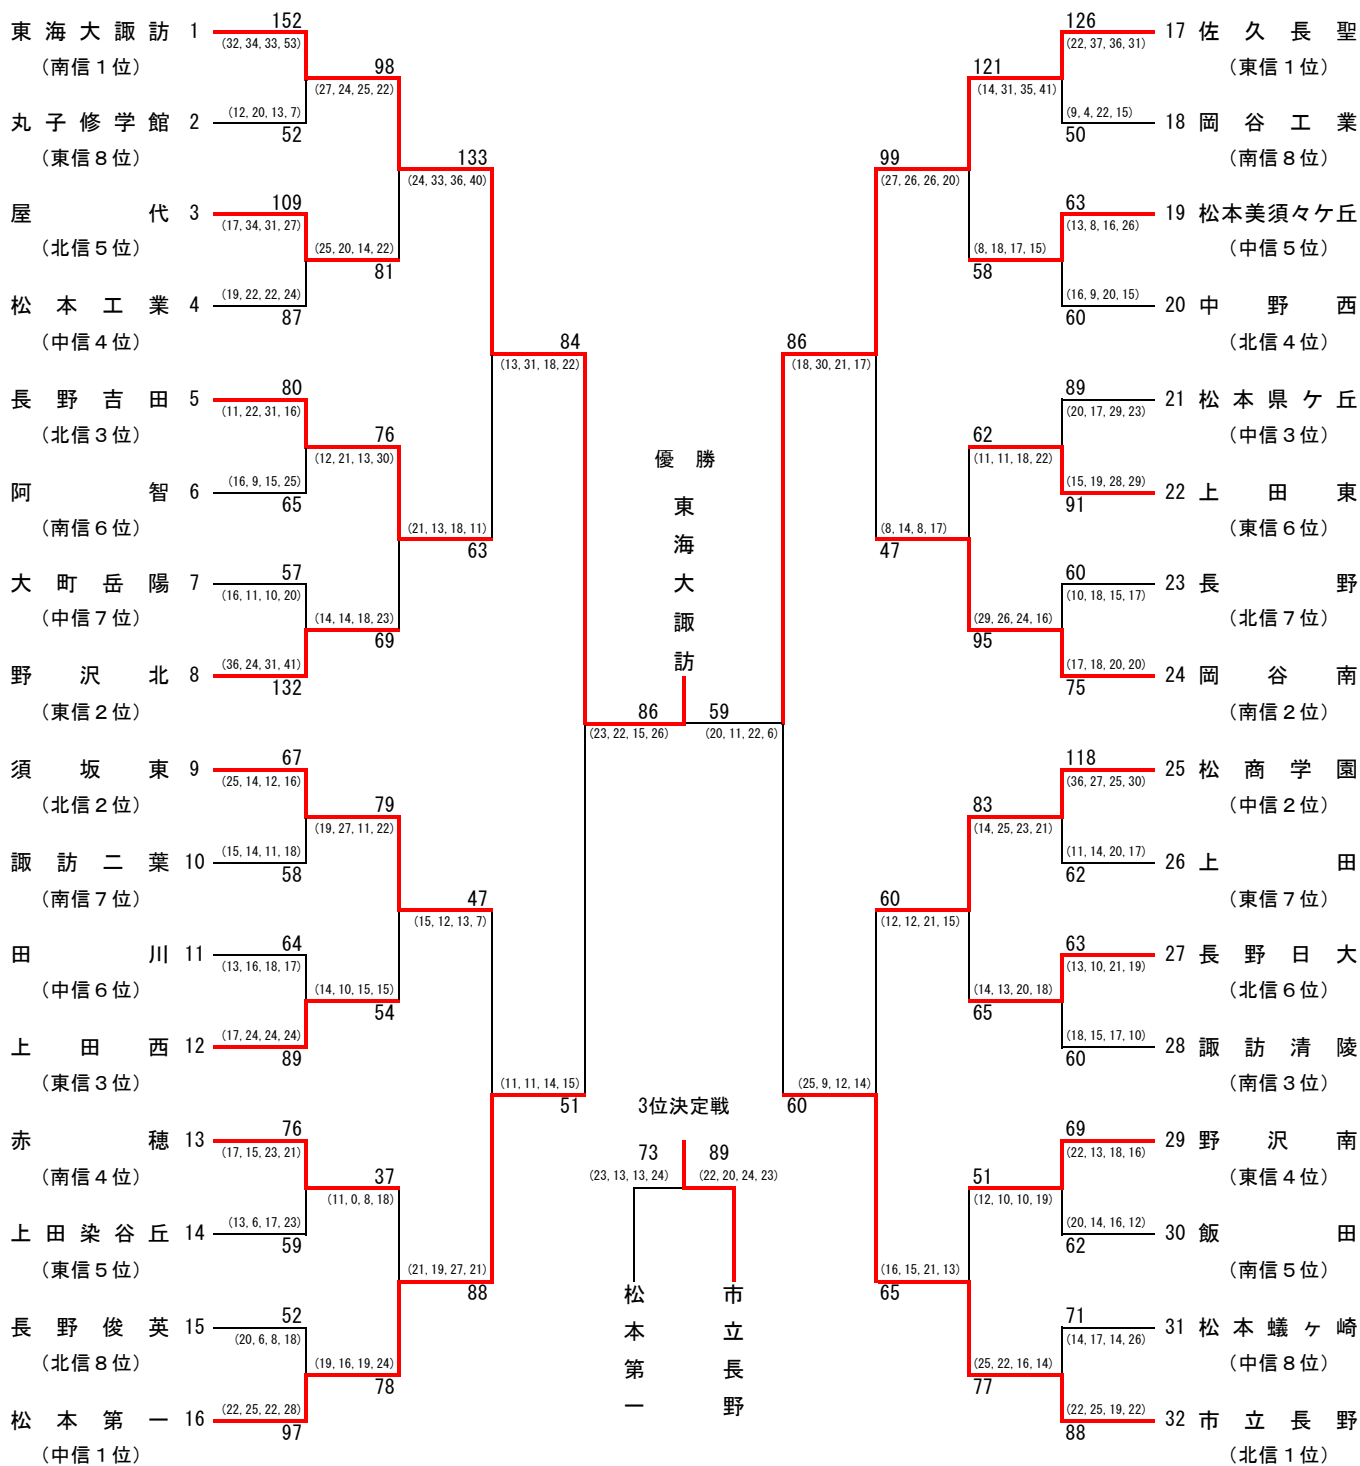 東海大諏訪 1 152
(32, 34, 33, 53)
(南信1位)
98
(27, 24, 25, 22)
丸子修学館 2 (12, 20, 13, 7)
52
(東信8位)
133
(24, 33, 36, 40)
屋代 3 109
(17, 34, 31, 27)
(北信5位)
(25, 20, 14, 22)
81
松本工業 4 (19, 22, 22, 24)
87
(中信4位)
84
(13, 31, 18, 22)
長野吉田 5 80
(11, 22, 31, 16)
(北信3位)
76
(12, 21, 13, 30)
阿智 6 (16, 9, 15, 25)
65
(南信6位)
(21, 13, 18, 11)
63
大町岳陽 7 57
(16, 11, 10, 20)
(中信7位)
(14, 14, 18, 23)
69
野沢北 8 (36, 24, 31, 41)
132
(東信2位)
須坂東 9 67
(25, 14, 12, 16)
(北信2位)
79
(19, 27, 11, 22)
諏訪二葉 10 (15, 14, 11, 18)
58
(南信7位)
47
(15, 12, 13, 7)
田川 11 64
(13, 16, 18, 17)
(中信6位)
(14, 10, 15, 15)
54
上田西 12 (17, 24, 24, 24)
89
(東信3位)
(11, 11, 14, 15)
51
赤穂 13 76
(17, 15, 23, 21)
(南信4位)
37
(11, 0, 8, 18)
上田染谷丘 14 (13, 6, 17, 23)
59
(東信5位)
(21, 19, 27, 21)
88
長野俊英 15 52
(20, 6, 8, 18)
(北信8位)
(19, 16, 19, 24)
78
松本第一 16 (22, 25, 22, 28)
97
(中信1位)
優勝
東海大諏訪
86 59
(23, 22, 15, 26) (20, 11, 22, 6)
3位決定戦
73 89
(23, 13, 13, 24) (22, 20, 24, 23)
松本第一
市立長野
126 17 佐久長聖
(22, 37, 36, 31)
(東信1位)
121
(14, 31, 35, 41)
(9, 4, 22, 15) 18 岡谷工業
50
(南信8位)
99
(27, 26, 26, 20)
63 19 松本美須々ケ丘
(13, 8, 16, 26)
(中信5位)
(8, 18, 17, 15)
58
(16, 9, 20, 15) 20 中野西
60
(北信4位)
86
(18, 30, 21, 17)
89 21 松本県ケ丘
(20, 17, 29, 23)
(中信3位)
62
(11, 11, 18, 22)
(15, 19, 28, 29) 22 上田東
91
(東信6位)
(8, 14, 8, 17)
47
60 23 長野
(10, 18, 15, 17)
(北信7位)
(29, 26, 24, 16)
95
(17, 18, 20, 20) 24 岡谷南
75
(南信2位)
118 25 松商学園
(36, 27, 25, 30)
(中信2位)
83
(14, 25, 23, 21)
(11, 14, 20, 17) 26 上田
62
(東信7位)
60
(12, 12, 21, 15)
63 27 長野日大
(13, 10, 21, 19)
(北信6位)
(14, 13, 20, 18)
65
(18, 15, 17, 10) 28 諏訪清陵
60
(南信3位)
(25, 9, 12, 14)
60
69 29 野沢南
(22, 13, 18, 16)
(東信4位)
51
(12, 10, 10, 19)
(20, 14, 16, 12) 30 飯田
62
(南信5位)
(16, 15, 21, 13)
65
71 31 松本蟻ヶ崎
(14, 17, 14, 26)
(中信8位)
(25, 22, 16, 14)
77
(22, 25, 19, 22) 32 市立長野
88
(北信1位)